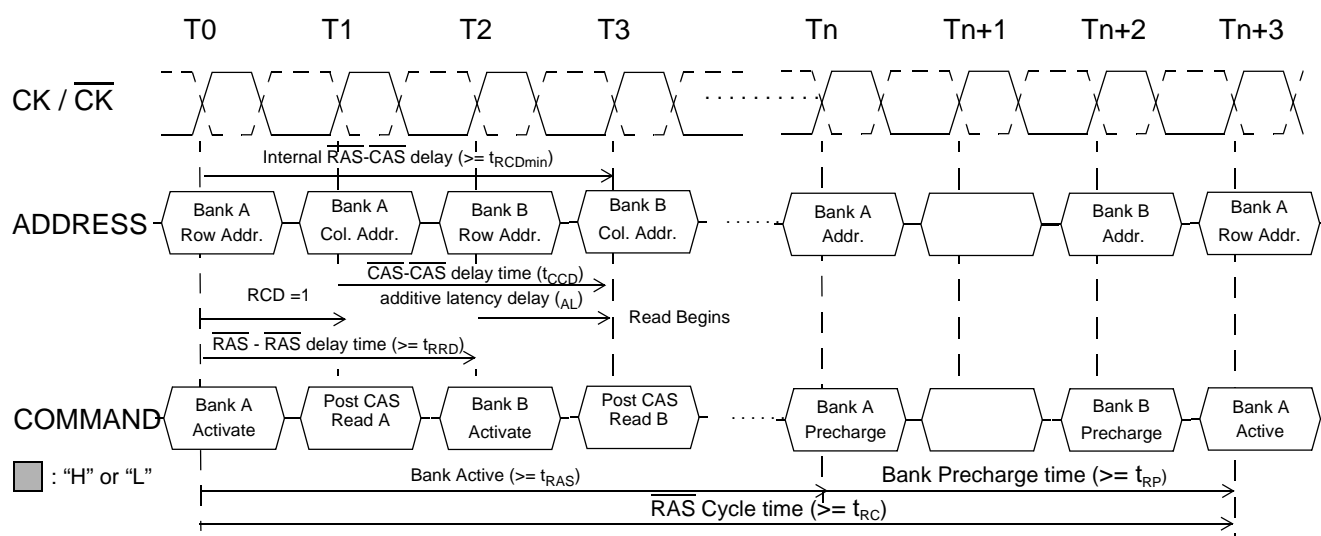 T0 T1 T2 T3 Tn Tn+1 Tn+2 Tn+3
CK / CK
Internal RAS-CAS delay (>= tRCDmin)
ADDRESS
Bank A
Row Addr.
Bank A
Col. Addr.
Bank B
Row Addr.
Bank B
Col. Addr.
Bank A
Addr.
Bank B
Addr.
Bank A
Row Addr.
CAS-CAS delay time (tCCD)
RCD =1
additive latency delay (AL)
Read Begins
RAS - RAS delay time (>= tRRD)
COMMAND
Bank A
Activate
Post CAS
Read A
Bank B
Activate
Post CAS
Read B
Bank A
Precharge
Bank B
Precharge
Bank A
Active
: “H” or “L”
Bank Active (>= tRAS)
Bank Precharge time (>= tRP)
RAS Cycle time (>= tRC)